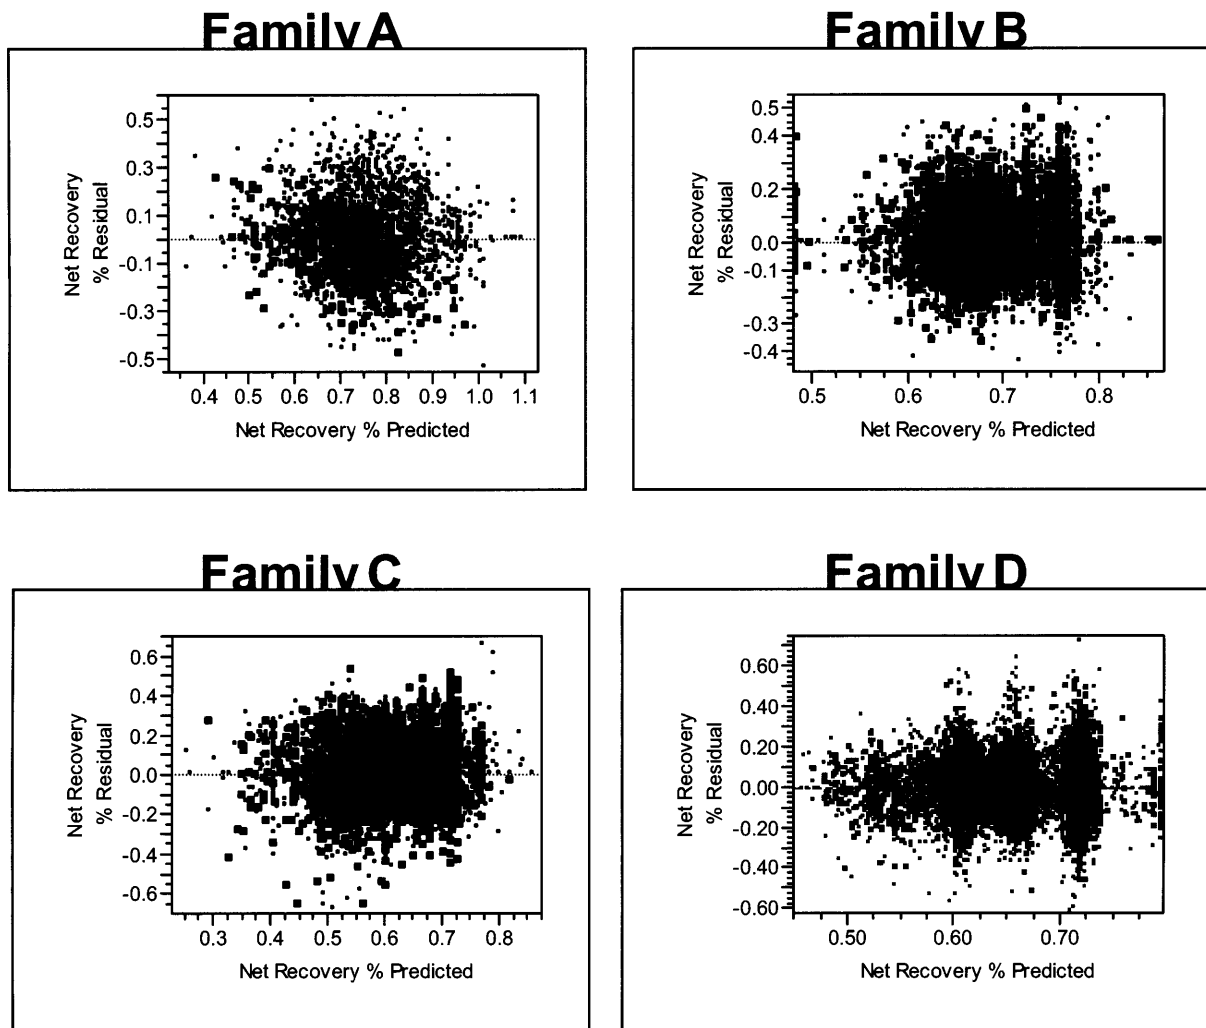 Family A
Family B
0.5
0.3
0.1
-0.1
-0.3
-0.5
Net Recovery
% Residual
0.4 0.5 0.6 0.7 0.8 0.9 1.0 1.1
Net Recovery % Predicted
0.5
0.4
0.2
0.0
-0.1
-0.3
-0.4
Net Recovery
% Residual
0.5 0.6 0.7 0.8
Net Recovery % Predicted
Family C
Family D
0.6
0.4
0.2
0.0
-0.2
-0.4
-0.6
Net Recovery
% Residual
0.3 0.4 0.5 0.6 0.7 0.8
Net Recovery % Predicted
0.60
0.40
0.20
0.00
-0.20
-0.40
-0.60
Net Recovery
% Residual
0.50 0.60 0.70
Net Recovery % Predicted